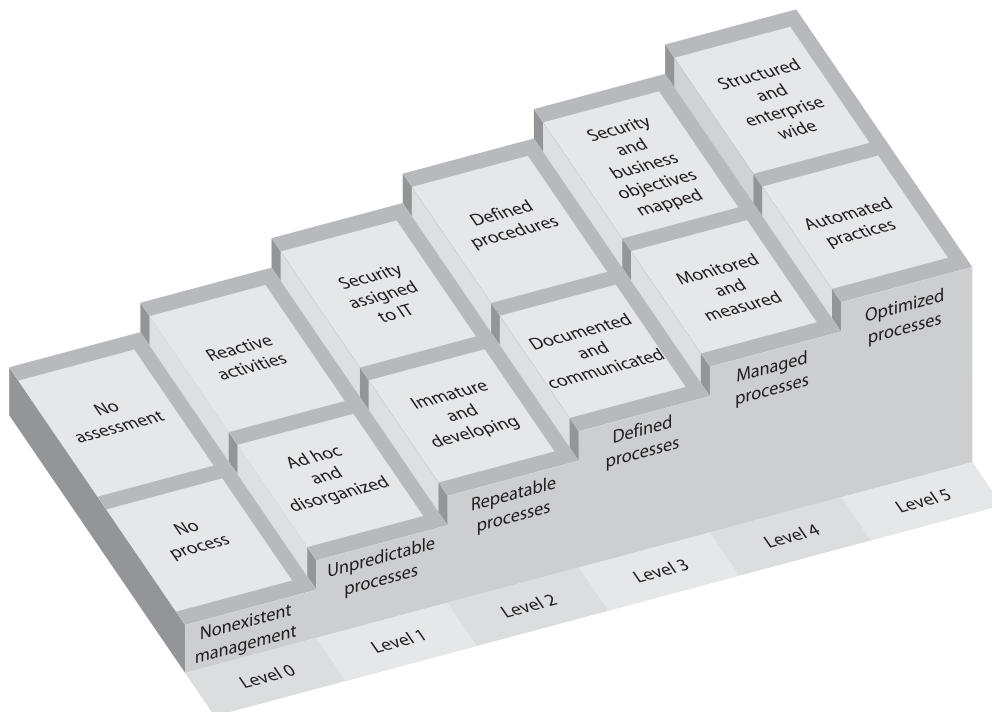 No
assessment
No
process
Nonexistent
management
Level 0
Reactive
activities
Ad hoc
and
disorganized
Unpredictable
processes
Level 1
Security
assigned
to IT
Immature
and
developing
Repeatable
processes
Level 2
Defined
procedures
Documented
and
communicated
Defined
processes
Level 3
Security
and
business
objectives
mapped
Monitored
and
measured
Managed
processes
Level 4
Structured
and
enterprise
wide
Automated
practices
Optimized
processes
Level 5